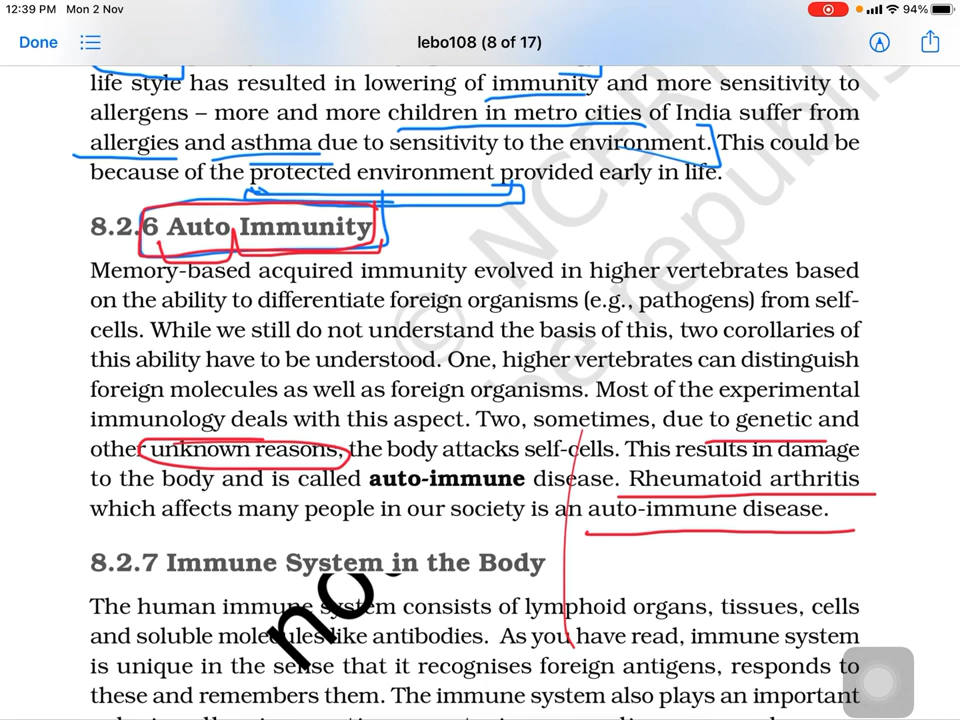 12:39 PM Mon 2 Nov
94%
Done
lebo108 (8 of 17)
life style has resulted in lowering of immunity and more sensitivity to
allergens – more and more children in metro cities of India suffer from
allergies and asthma due to sensitivity to the environment. This could be
because of the protected environment provided early in life.
8.2.6 Auto Immunity
Memory-based acquired immunity evolved in higher vertebrates based
on the ability to differentiate foreign organisms (e.g., pathogens) from self-
cells. While we still do not understand the basis of this, two corollaries of
this ability have to be understood. One, higher vertebrates can distinguish
foreign molecules as well as foreign organisms. Most of the experimental
immunology deals with this aspect. Two, sometimes, due to genetic and
other unknown reasons, the body attacks self-cells. This results in damage
to the body and is called auto-immune disease. Rheumatoid arthritis
which affects many people in our society is an auto-immune disease.
8.2.7 Immune System in the Body
The human immune system consists of lymphoid organs, tissues, cells
and soluble molecules like antibodies. As you have read, immune system
is unique in the sense that it recognises foreign antigens, responds to
these and remembers them. The immune system also plays an important
© NCERT
be republis
no